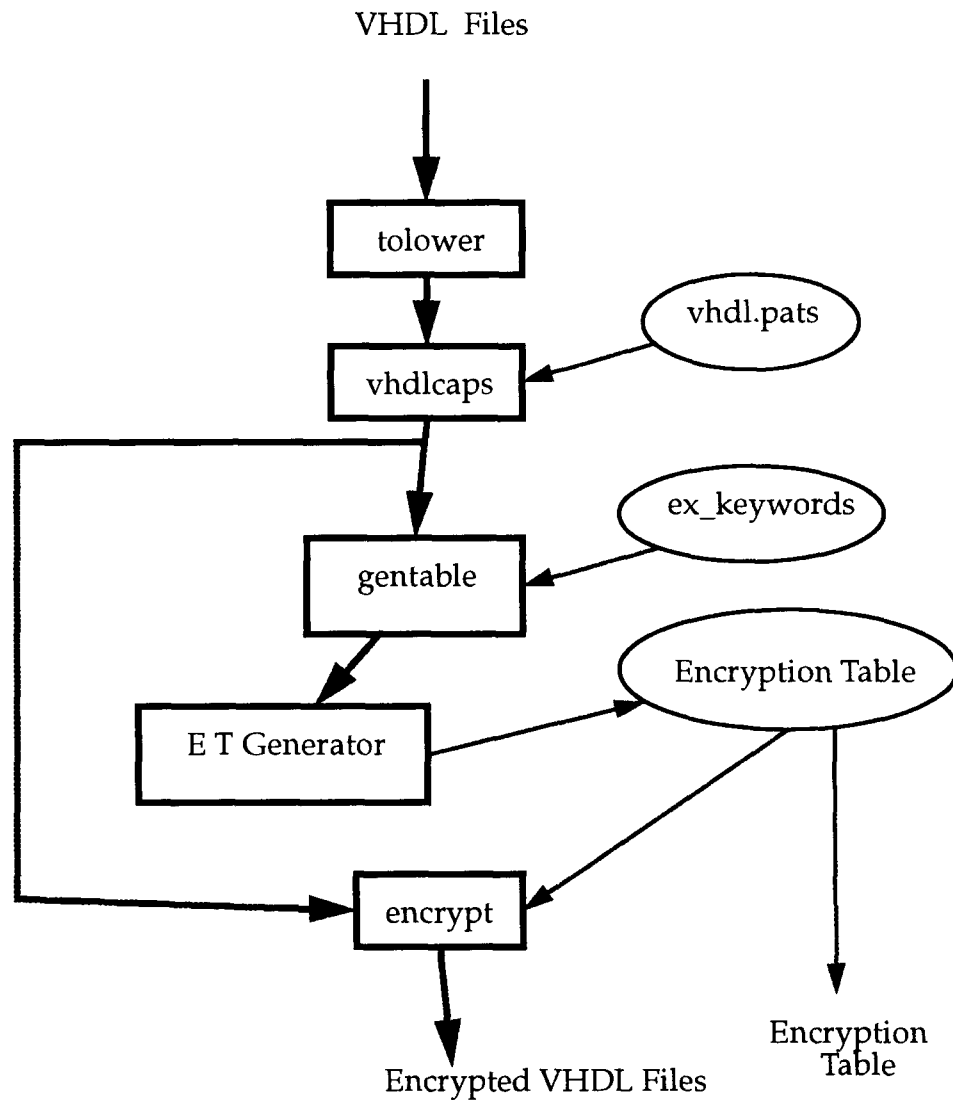 VHDL Files
tolower
vhdl.pats
vhdlcaps
ex_keywords
gentable
Encryption Table
E T Generator
encrypt
Encryption
Table
Encrypted VHDL Files